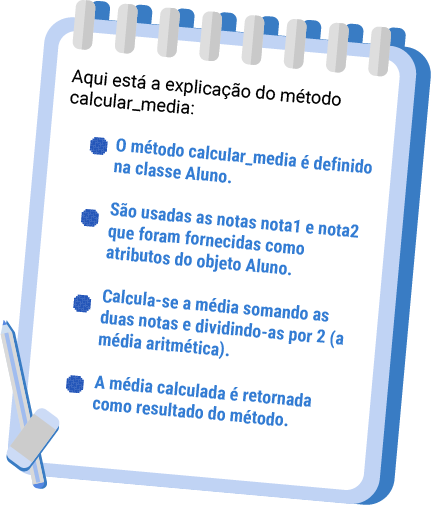 Aqui está a explicação do método
calcular_media:
O método calcular_media é definido
na classe Aluno.
São usadas as notas nota1 e nota2
que foram fornecidas como
atributos do objeto Aluno.
Calcula-se a média somando as
duas notas e dividindo-as por 2 (a
média aritmética).
A média calculada é retornada
como resultado do método.